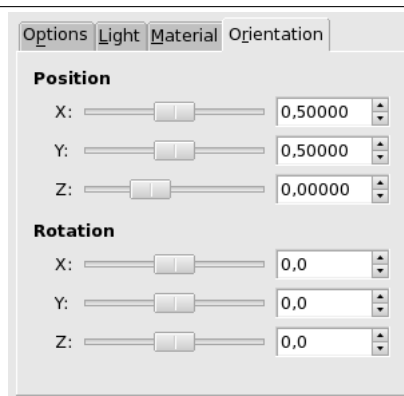 Options Light Material Orientation
Position
X: 0,50000
Y: 0,50000
Z: 0,00000
Rotation
X: 0,0
Y: 0,0
Z: 0,0